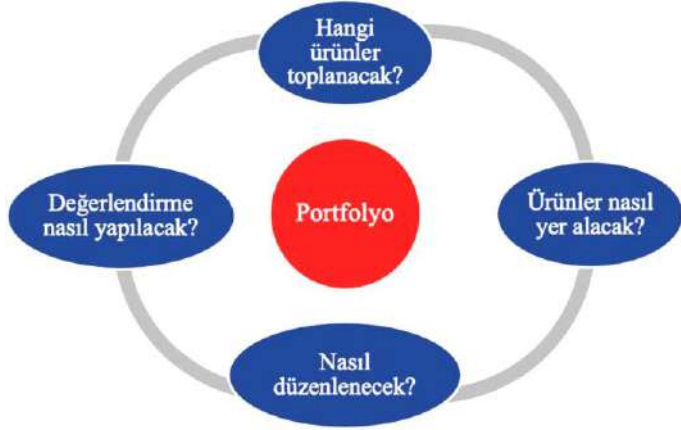 Hangi
ürünler
toplanacak?
Değerlendirme
nasıl yapılacak?
Portfolyo
Ürünler nasıl
yer alacak?
Nasıl
düzenlenecek?